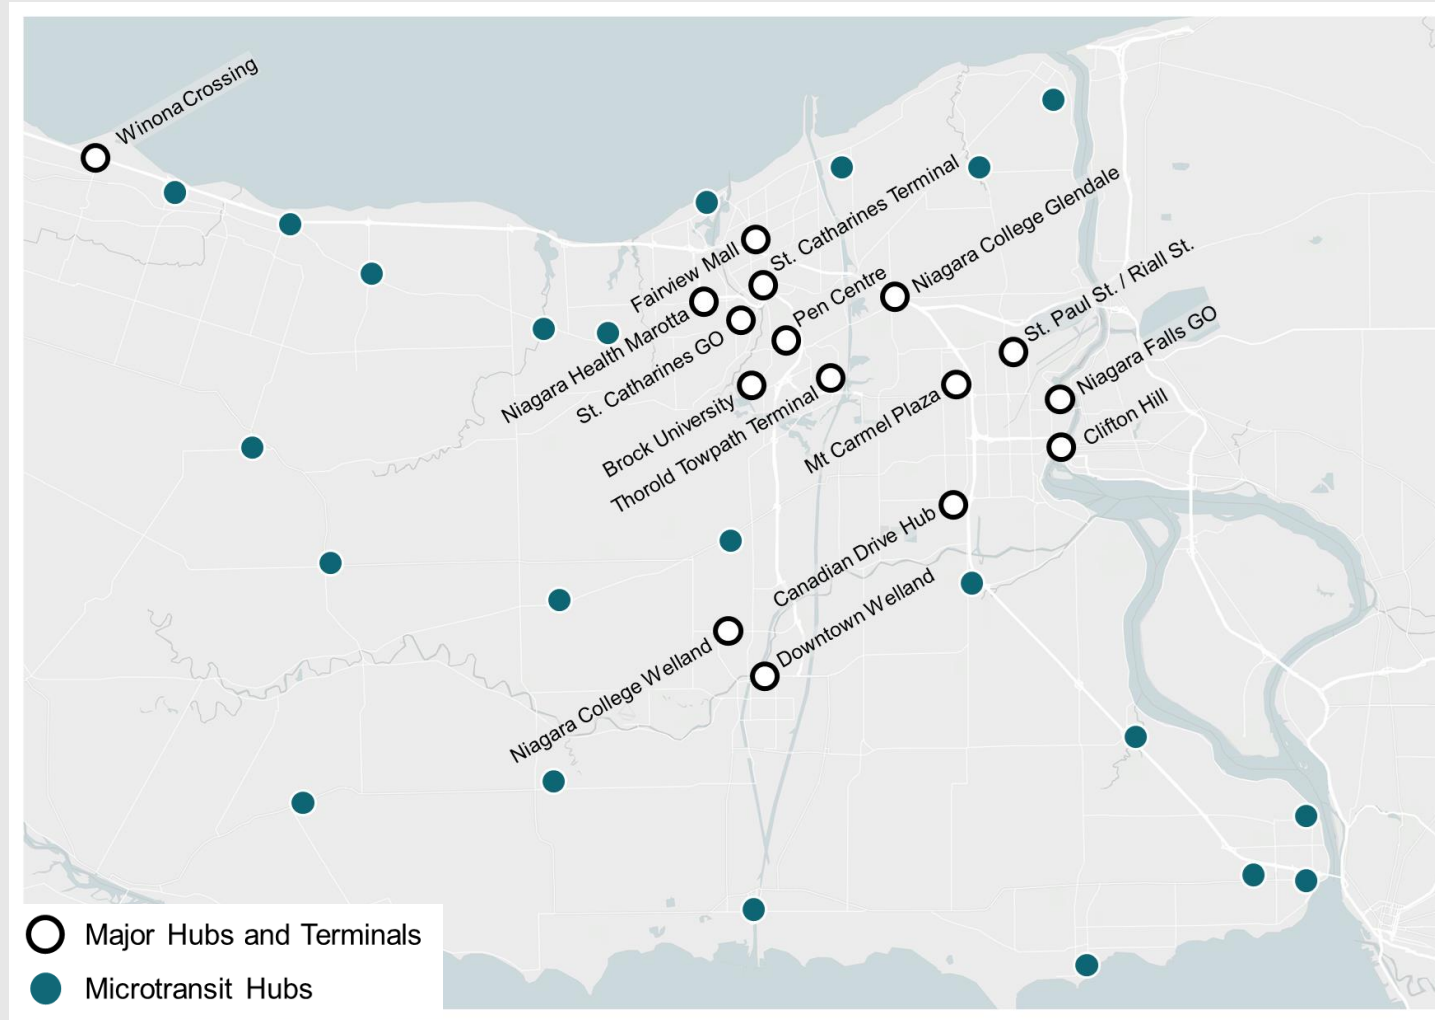 Winona Crossing
St. Catharines Terminal
Niagara College Glendale
Fairview Mall
Pen Centre
St. Paul St. / Riall St.
Niagara Health Marotta
St. Catharines GO
Niagara Falls GO
Brock University
Thorold Towpath Terminal
Mt Carmel Plaza
Clifton Hill
Canadian Drive Hub
Downtown Welland
Niagara College Welland
Major Hubs and Terminals
Microtransit Hubs